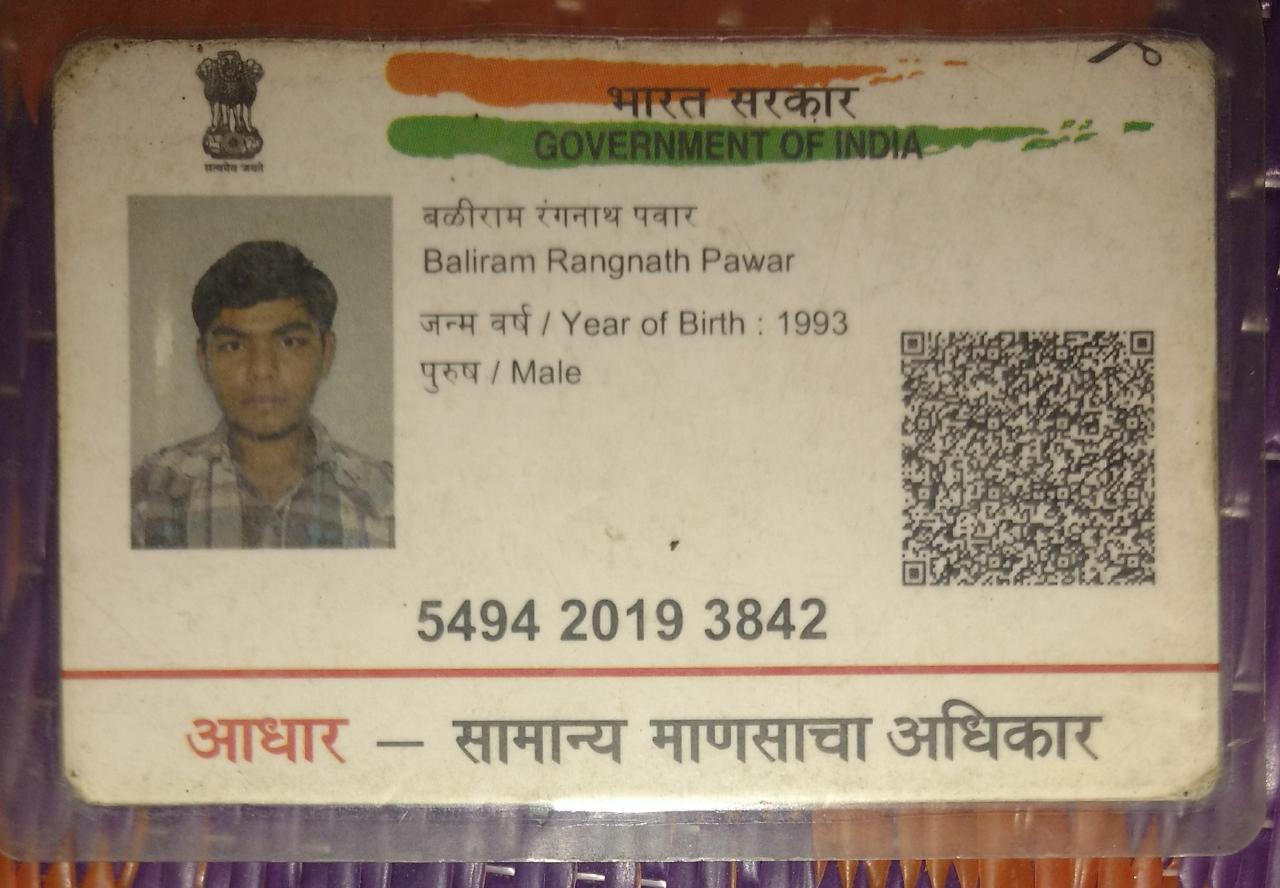 भारत सरकार
GOVERNMENT OF INDIA
सत्यमेव जयते
बळीराम रंगनाथ पवार
Baliram Rangnath Pawar
जन्म वर्ष / Year of Birth : 1993
पुरुष / Male
5494 2019 3842
आधार — सामान्य माणसाचा अधिकार